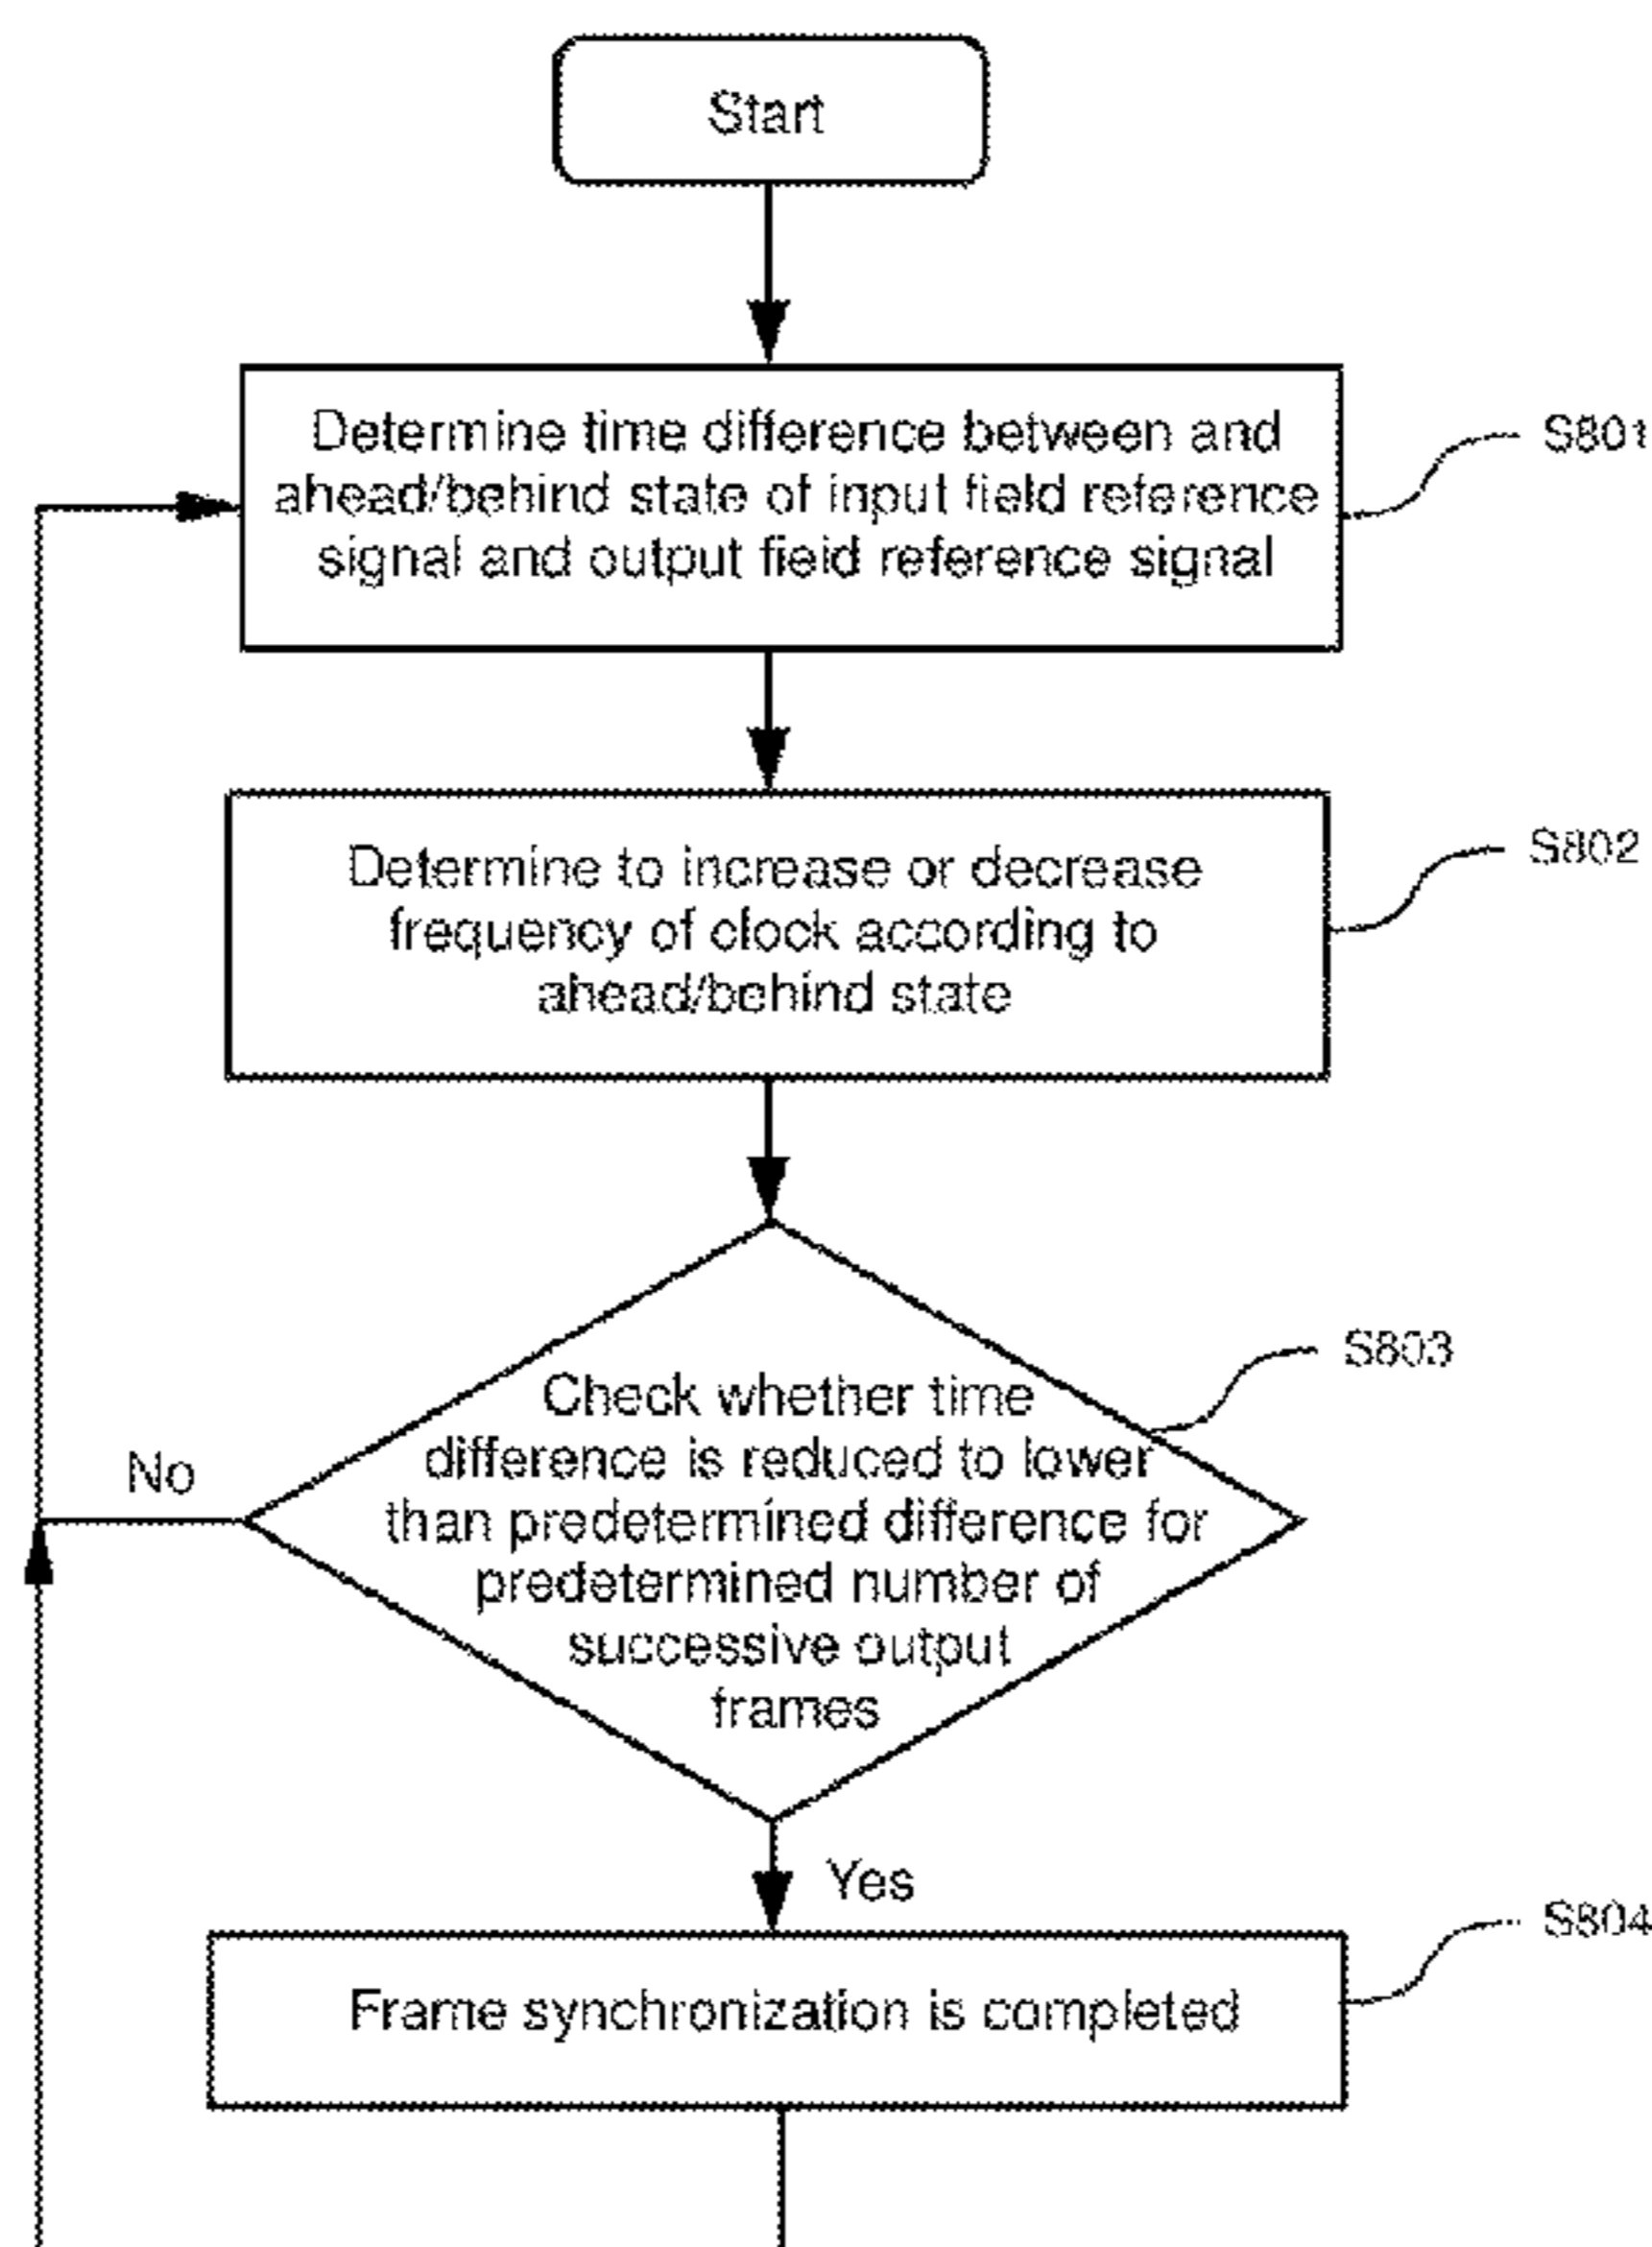 Start
Determine time difference between and
ahead/behind state of input field reference
signal and output field reference signal
S801
Determine to increase or decrease
frequency of clock according to
ahead/behind state
S802
Check whether time
difference is reduced to lower
than predetermined difference for
predetermined number of
successive output
frames
S803
No
Yes
Frame synchronization is completed
S804